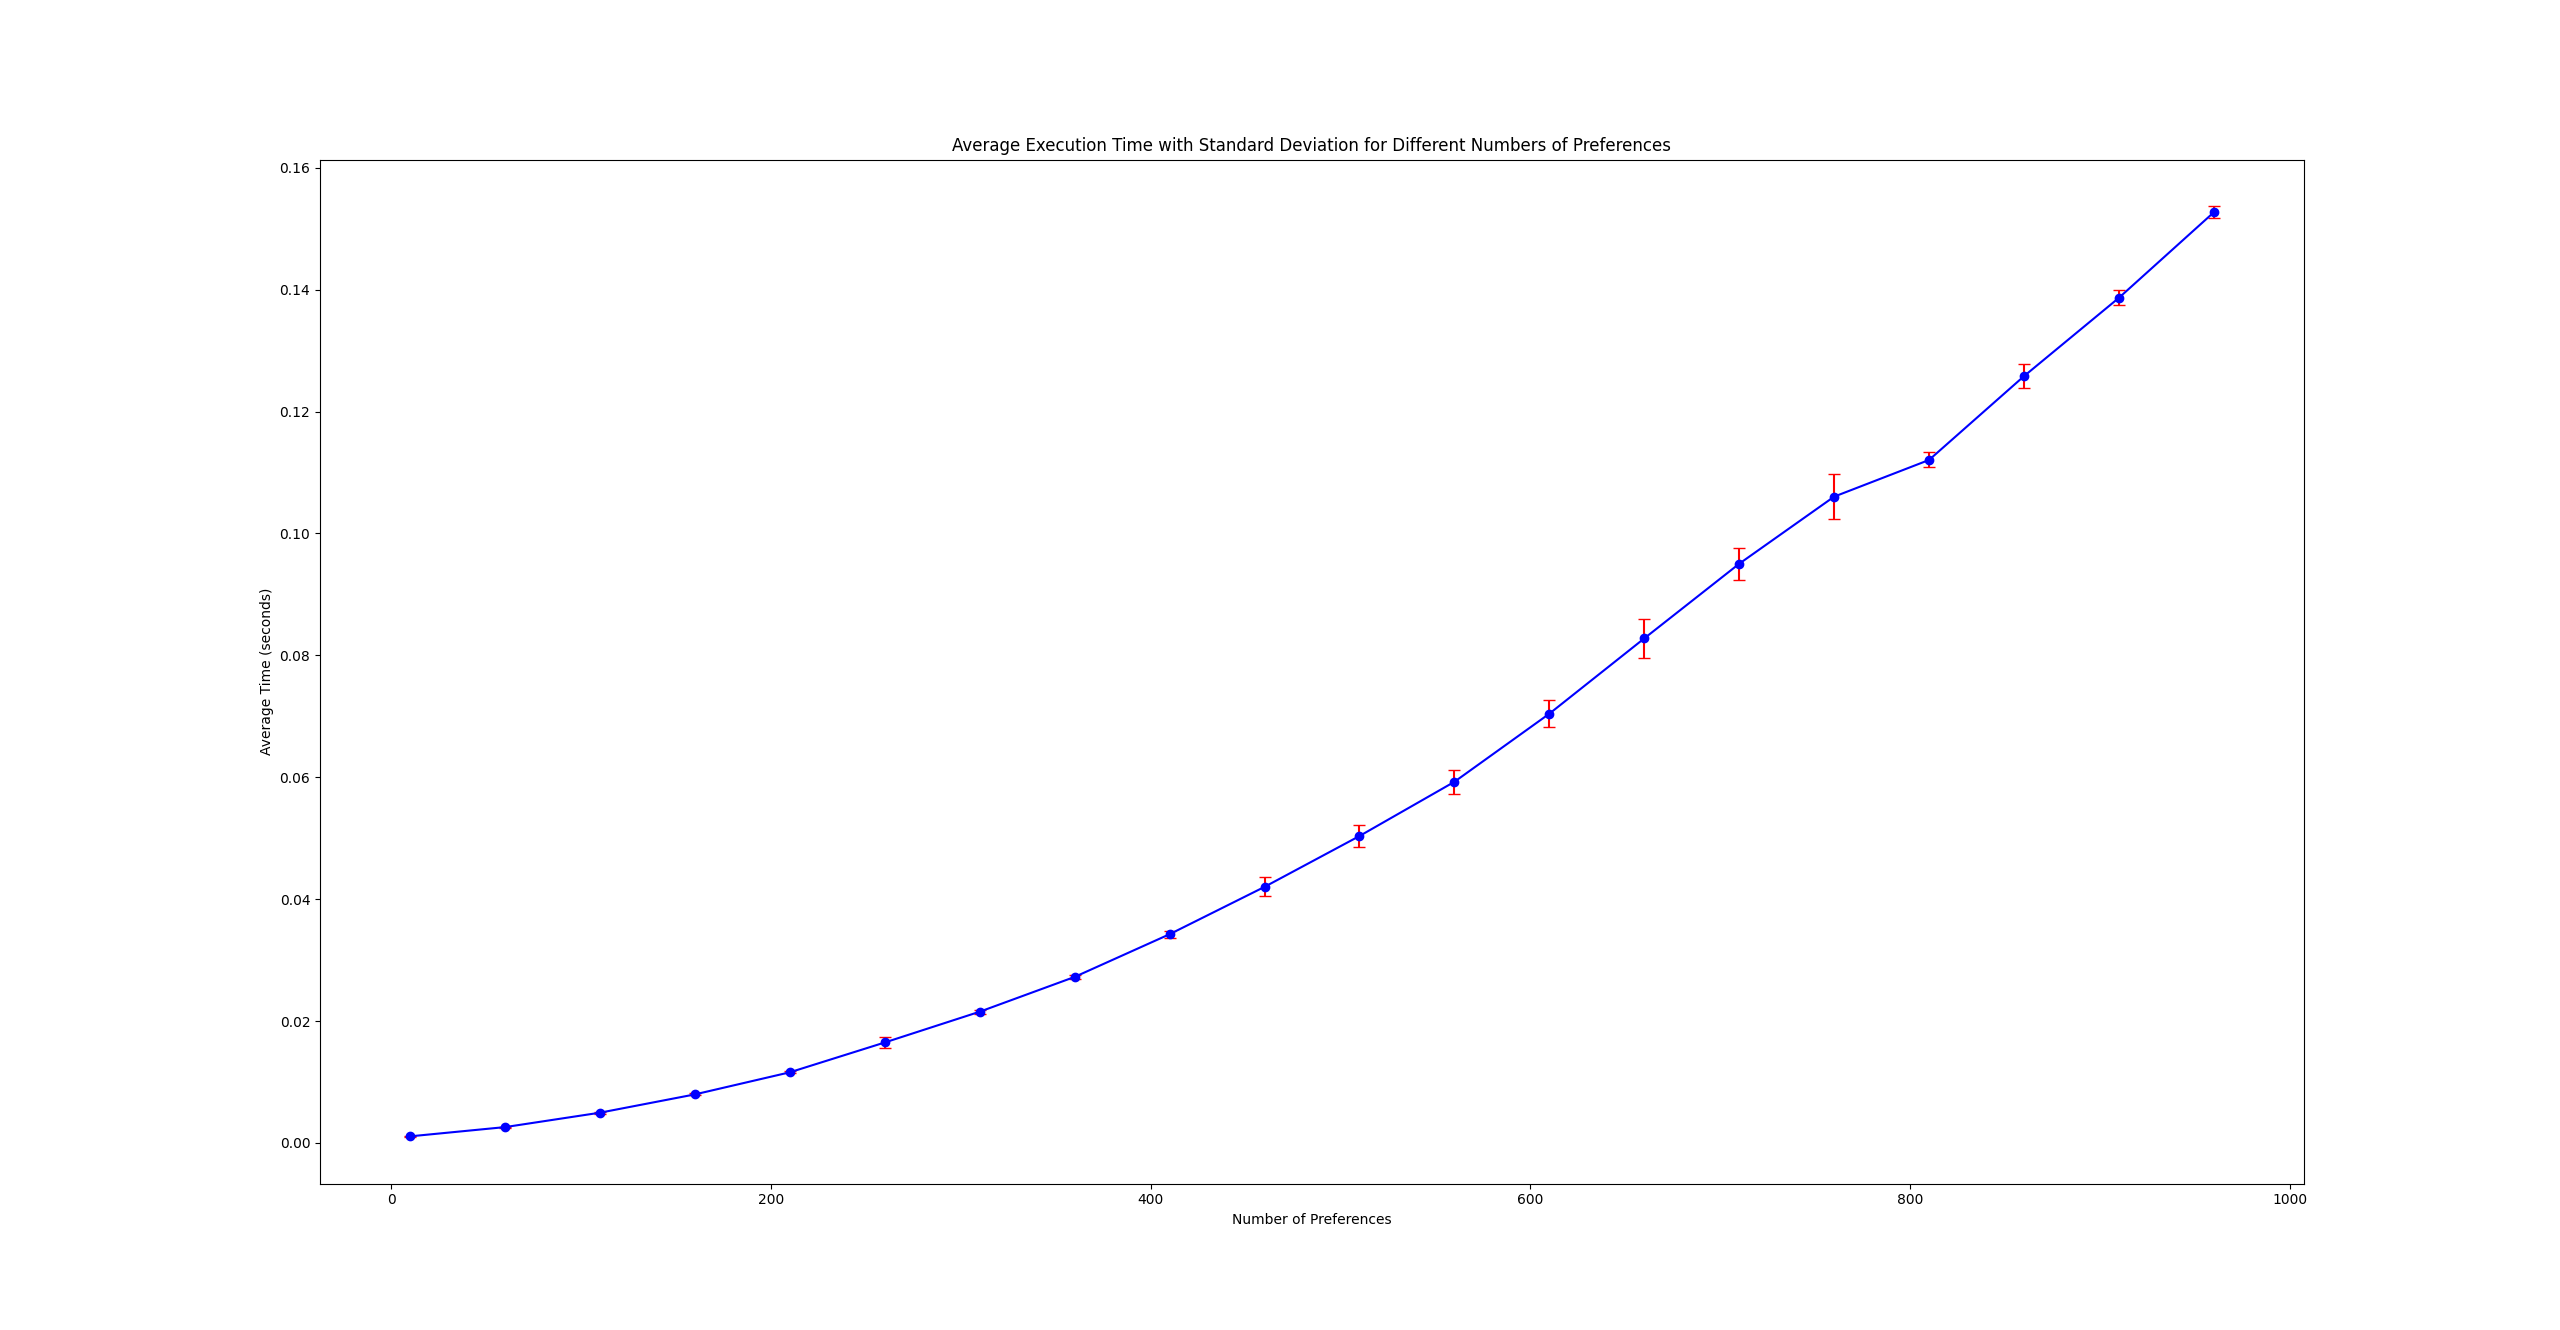 Average Execution Time with Standard Deviation for Different Numbers of Preferences
0.16
0.14
0.12
0.10
0.08
0.06
0.04
0.02
0.00
Average Time (seconds)
0 200 400 600 800 1000
Number of Preferences